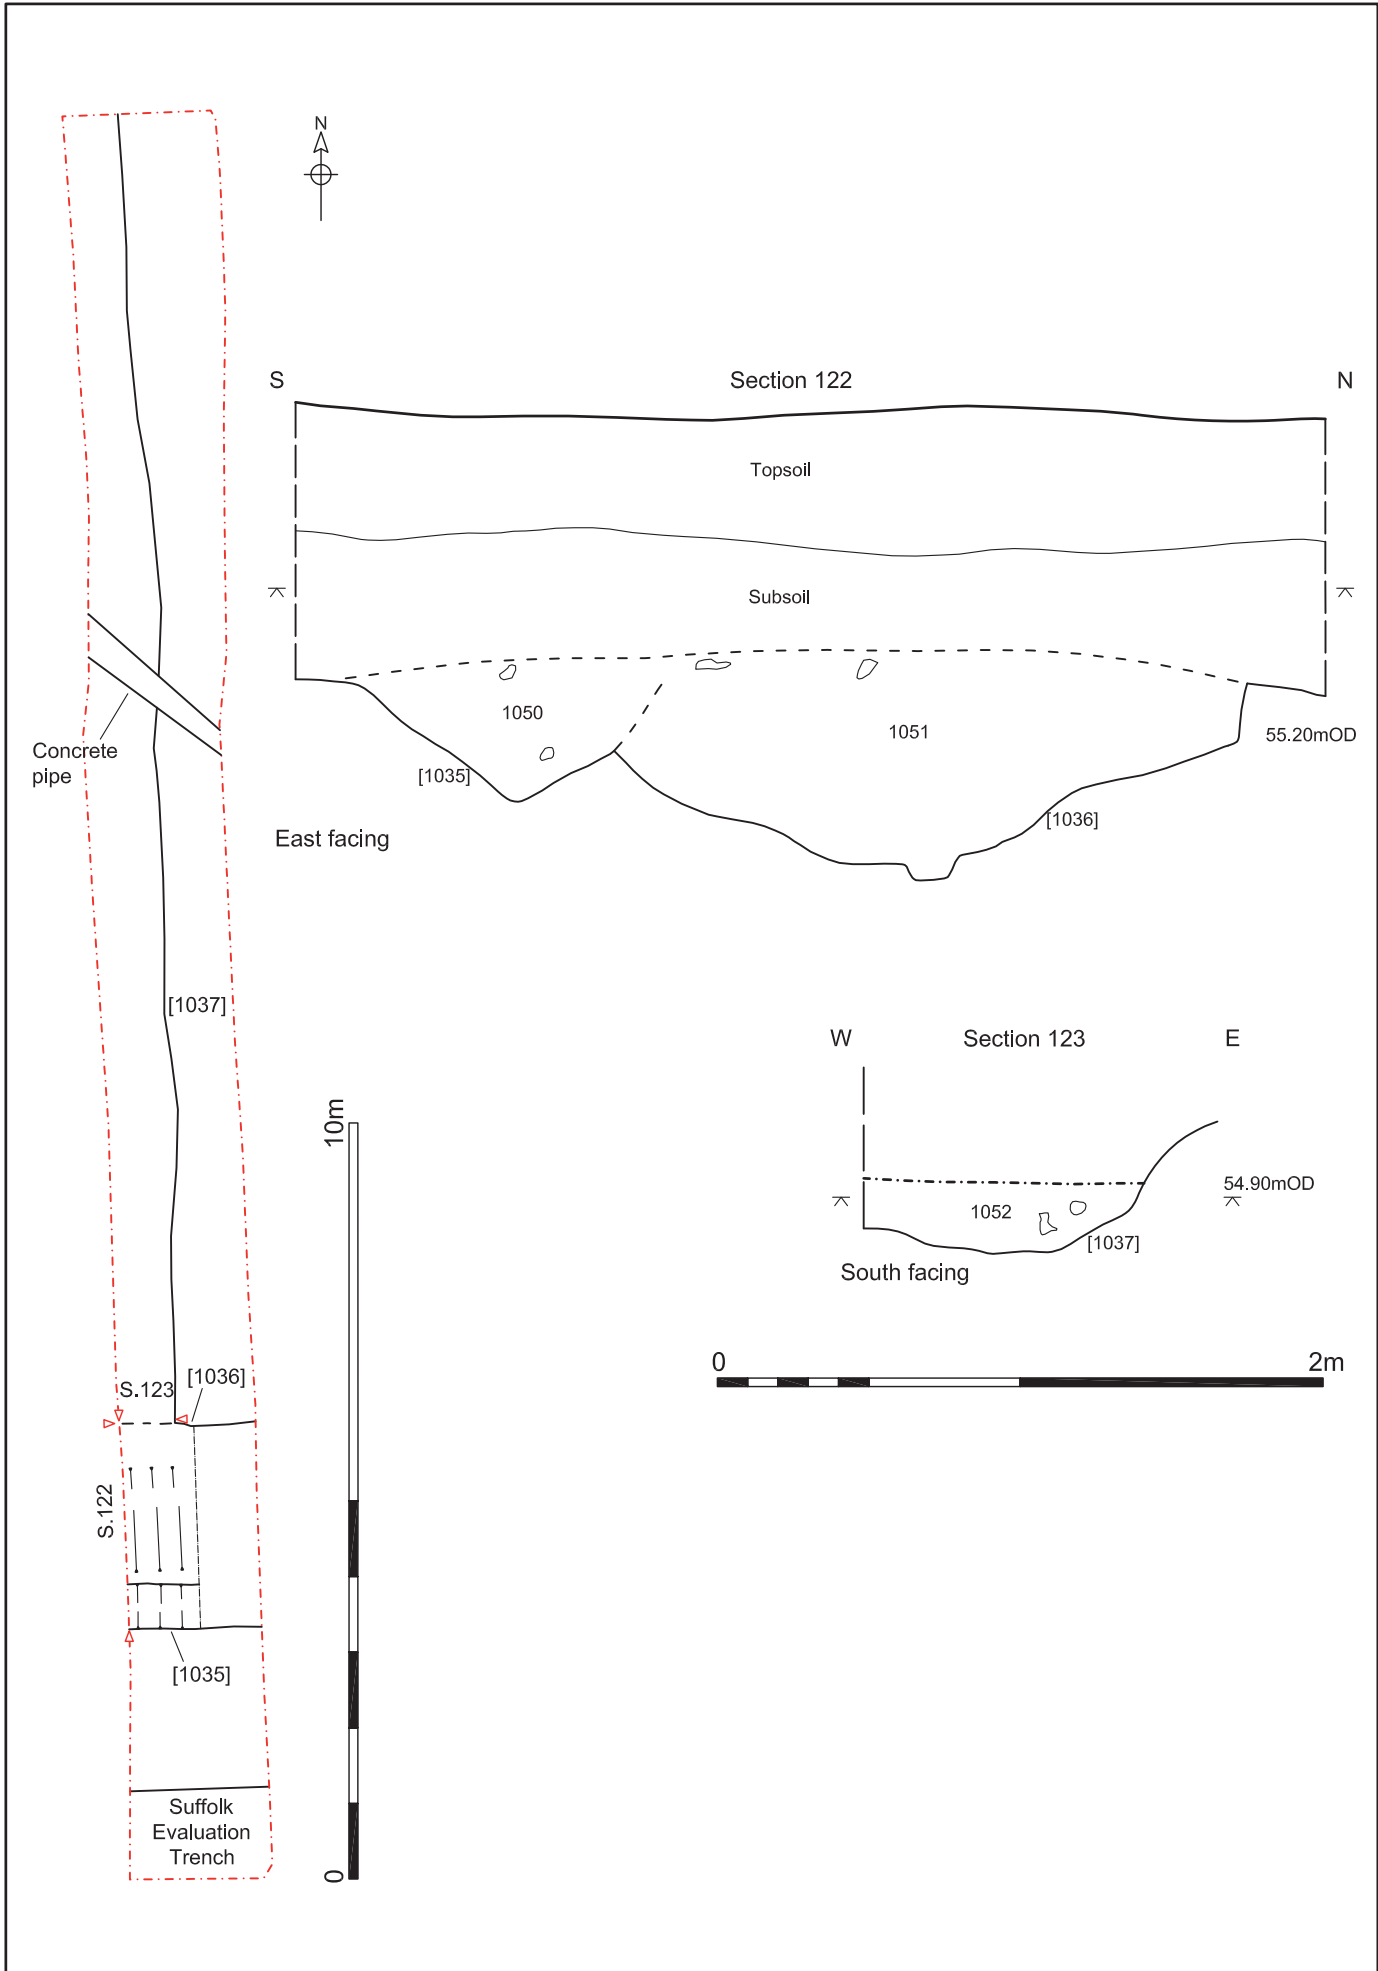 N
S
Section 122
N
Topsoil
Subsoil
1050
1051
[1035]
55.20mOD
[1036]
East facing
Concrete
pipe
[1037]
W
Section 123
E
54.90mOD
1052
[1037]
South facing
0
2m
10m
0
[1036]
S.123
S.122
[1035]
Suffolk
Evaluation
Trench